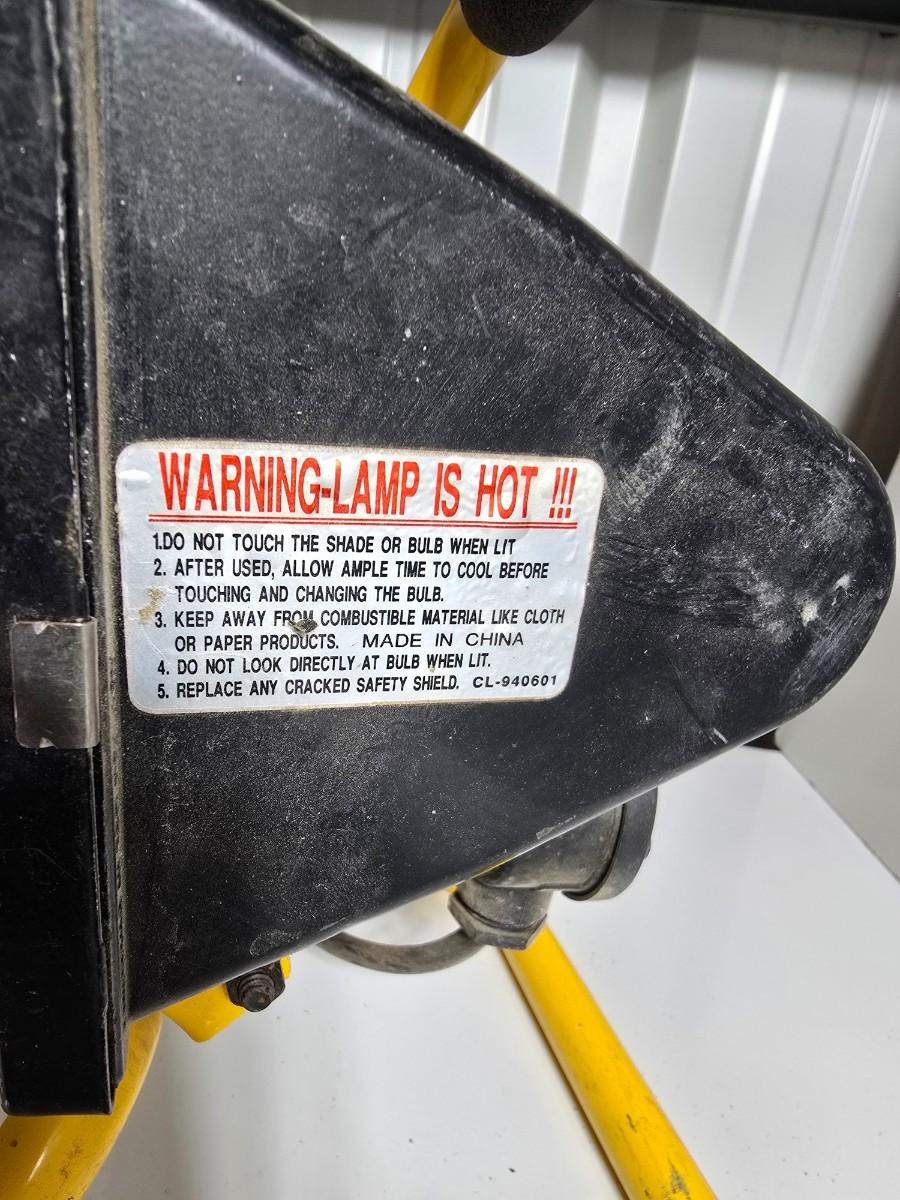 WARNING-LAMP IS HOT !!!
1.DO NOT TOUCH THE SHADE OR BULB WHEN LIT
2. AFTER USED, ALLOW AMPLE TIME TO COOL BEFORE
TOUCHING AND CHANGING THE BULB.
3. KEEP AWAY FROM COMBUSTIBLE MATERIAL LIKE CLOTH
OR PAPER PRODUCTS. MADE IN CHINA
4. DO NOT LOOK DIRECTLY AT BULB WHEN LIT.
5. REPLACE ANY CRACKED SAFETY SHIELD. CL-940601